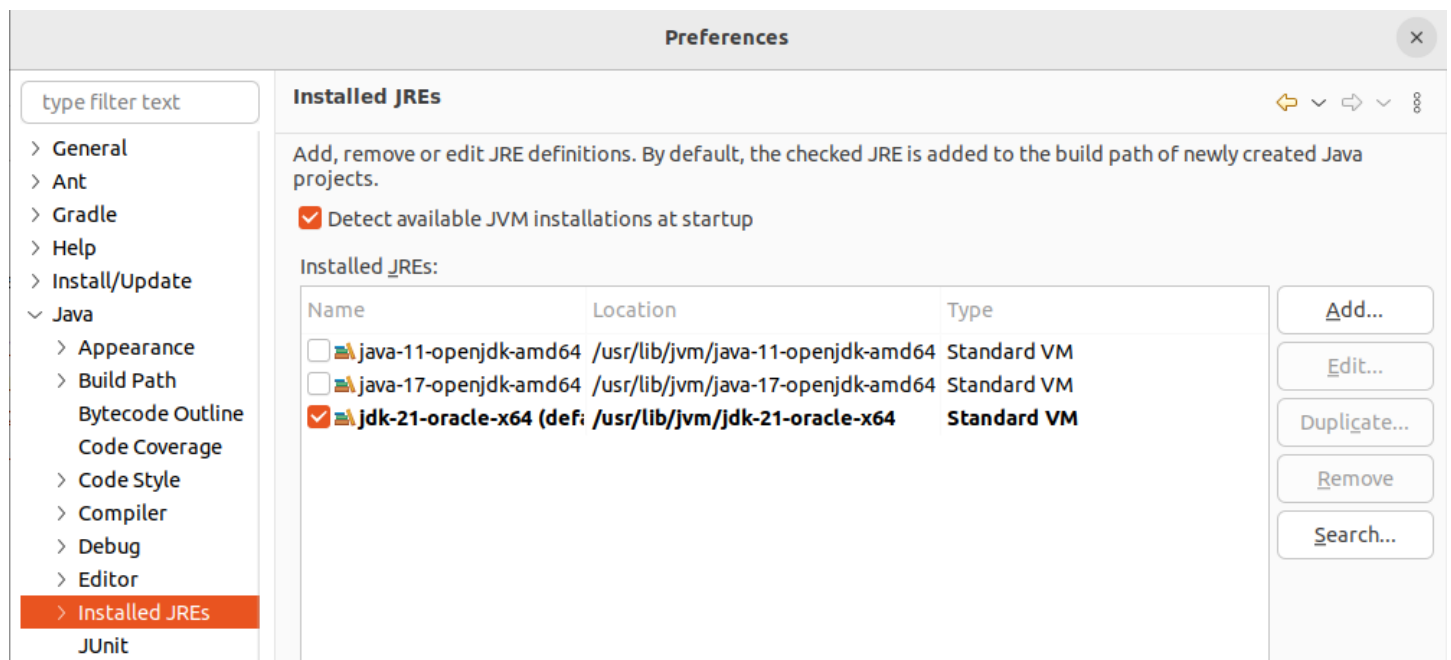 Preferences
type filter text
General
Ant
Gradle
Help
Install/Update
Java
Appearance
Build Path
Bytecode Outline
Code Coverage
Code Style
Compiler
Debug
Editor
Installed JREs
JUnit
Installed JREs
Add, remove or edit JRE definitions. By default, the checked JRE is added to the build path of newly created Java
projects.
Detect available JVM installations at startup
Installed JREs:
Name Location Type
java-11-openjdk-amd64 /usr/lib/jvm/java-11-openjdk-amd64 Standard VM
java-17-openjdk-amd64 /usr/lib/jvm/java-17-openjdk-amd64 Standard VM
jdk-21-oracle-x64 (defa /usr/lib/jvm/jdk-21-oracle-x64 Standard VM
Add...
Edit...
Duplicate...
Remove
Search...